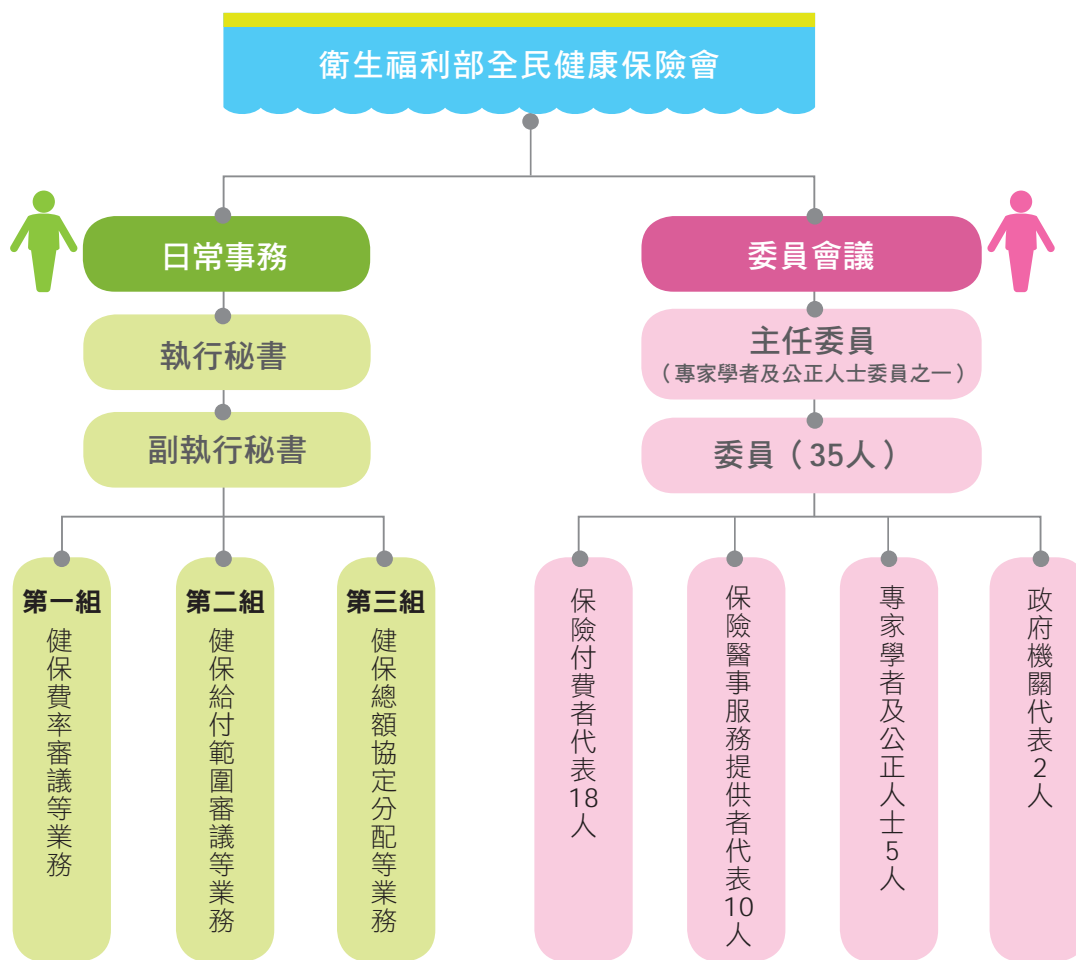 衛生福利部全民健康保險會
日常事務
執行秘書
副執行秘書
第一組
健保費率審議等業務
第二組
健保給付範圍審議等業務
第三組
健保總額協定分配等業務
委員會議
主任委員
（專家學者及公正人士委員之一）
委員（35人）
保險付費者代表18人
保險醫事服務提供者代表10人
專家學者及公正人士5人
政府機關代表2人